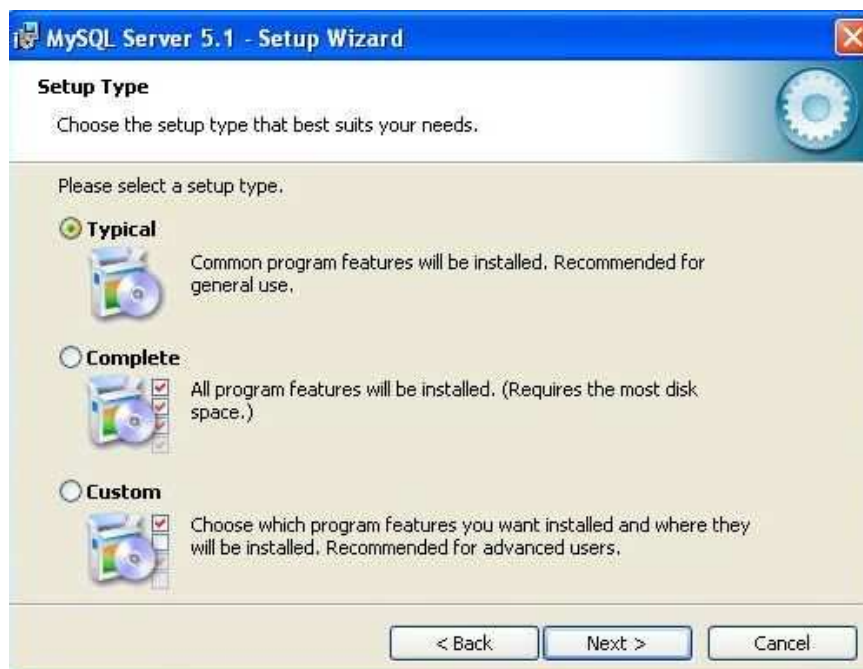 MySQL Server 5.1 - Setup Wizard
Setup Type
Choose the setup type that best suits your needs.
Please select a setup type.
Typical
Common program features will be installed. Recommended for
general use.
Complete
All program features will be installed. (Requires the most disk
space.)
Custom
Choose which program features you want installed and where they
will be installed. Recommended for advanced users.
< Back
Next >
Cancel